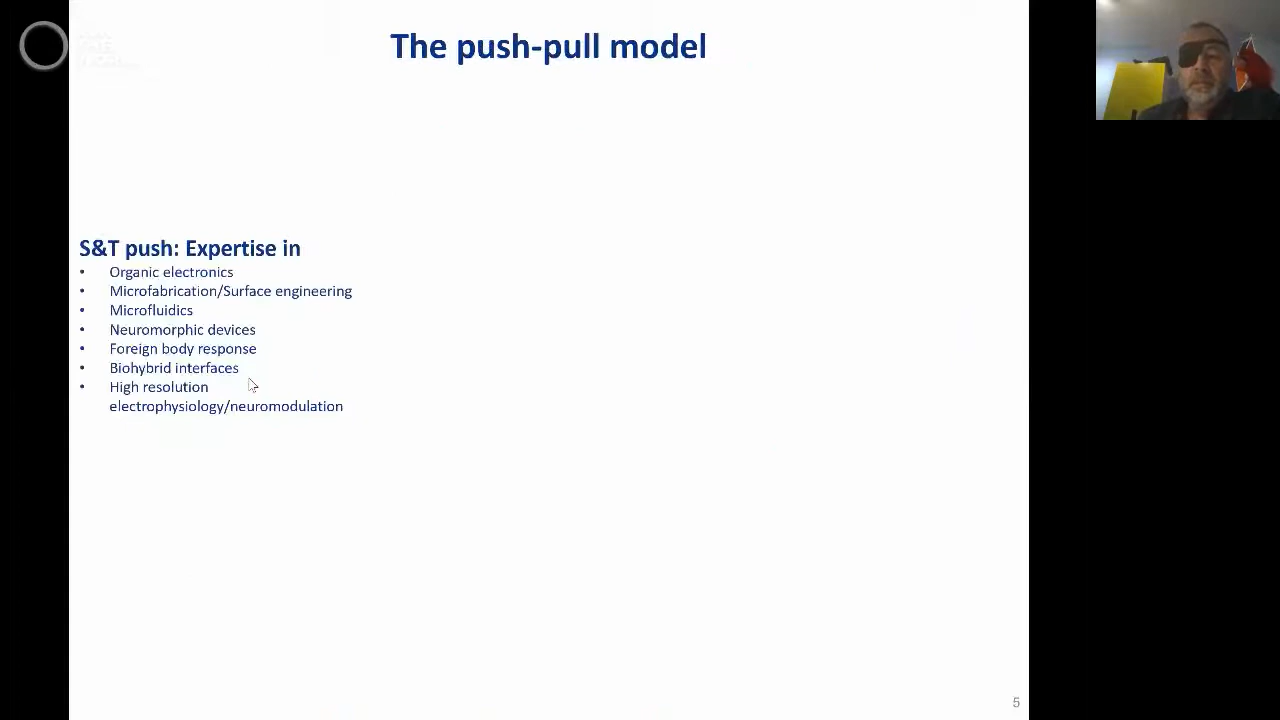 The push-pull model
S&T push: Expertise in
• Organic electronics
• Microfabrication/Surface engineering
• Microfluidics
• Neuromorphic devices
• Foreign body response
• Biohybrid interfaces
• High resolution
electrophysiology/neuromodulation
5